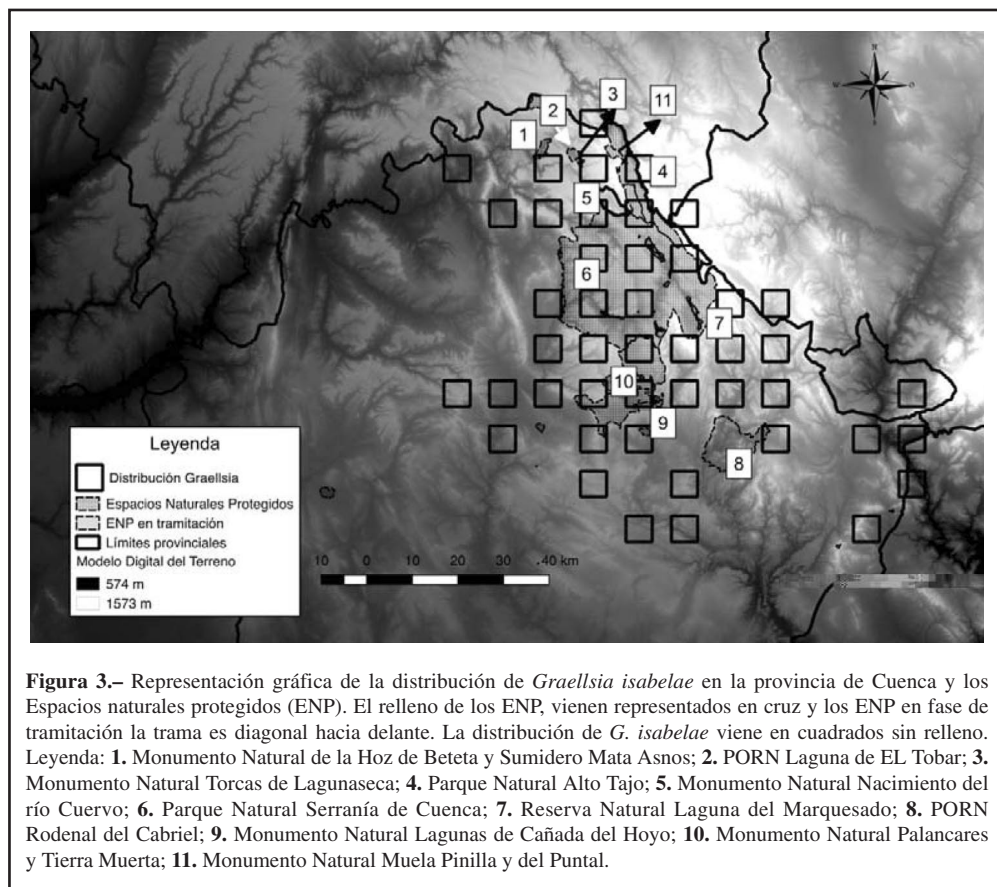 N
W
O
S
3
11
2
1
4
5
6
7
10
9
8
Leyenda
Distribución Graellsia
Espacios Naturales Protegidos
ENP en tramitación
Límites provinciales
Modelo Digital del Terreno
574 m
1573 m
10 0 10 20 30 40 km
Figura 3.– Representación gráfica de la distribución de Graellsia isabelae en la provincia de Cuenca y los
Espacios naturales protegidos (ENP). El relleno de los ENP, vienen representados en cruz y los ENP en fase de
tramitación la trama es diagonal hacia delante. La distribución de G. isabelae viene en cuadrados sin relleno.
Leyenda: 1. Monumento Natural de la Hoz de Beteta y Sumidero Mata Asnos; 2. PORN Laguna de EL Tobar; 3.
Monumento Natural Torcas de Lagunaseca; 4. Parque Natural Alto Tajo; 5. Monumento Natural Nacimiento del
río Cuervo; 6. Parque Natural Serranía de Cuenca; 7. Reserva Natural Laguna del Marquesado; 8. PORN
Rodenal del Cabriel; 9. Monumento Natural Lagunas de Cañada del Hoyo; 10. Monumento Natural Palancares
y Tierra Muerta; 11. Monumento Natural Muela Pinilla y del Puntal.